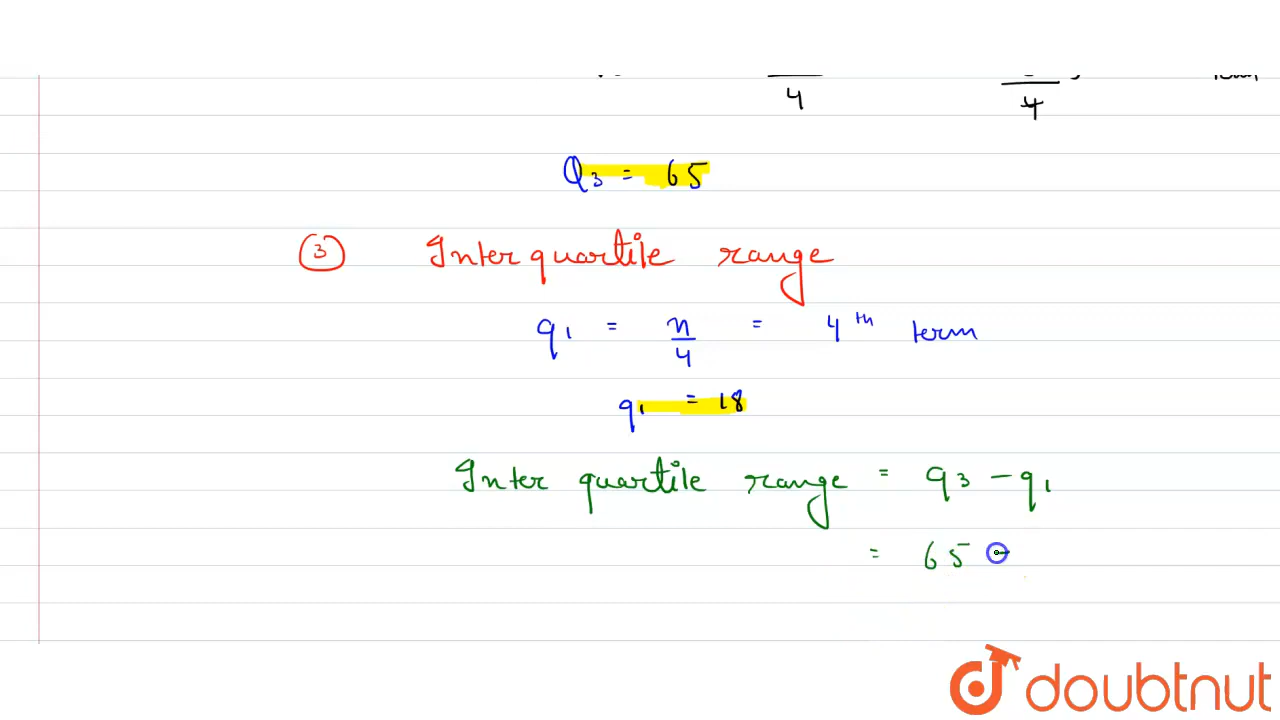 4 4
Q3 = 65
3 Interquartile range
q1 = n/4 = 4th term
q1 = 18
Inter quartile range = q3 - q1
= 65 -
doubtnut